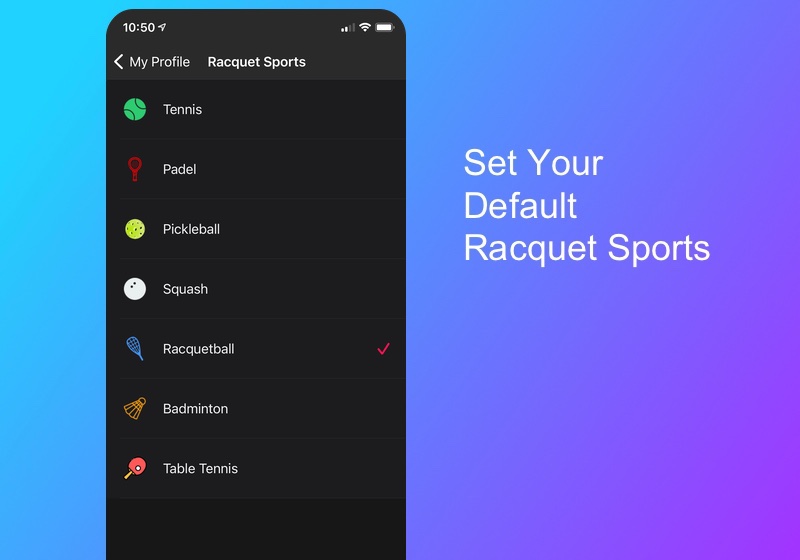 10:50
My Profile Racquet Sports
Tennis
Padel
Pickleball
Squash
Racquetball
Badminton
Table Tennis
Set Your
Default
Racquet Sports